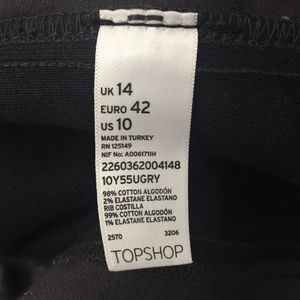 UK 14
EURO 42
US 10
MADE IN TURKEY
RN 125149
NIF No: A0061711H
2260362004148
10Y55UGRY
98% COTTON ALGODÓN
2% ELASTANE ELASTANO
RIB COSTILLA
99% COTTON ALGODÓN
1% ELASTANE ELASTANO
2570 3206
TOPSHOP